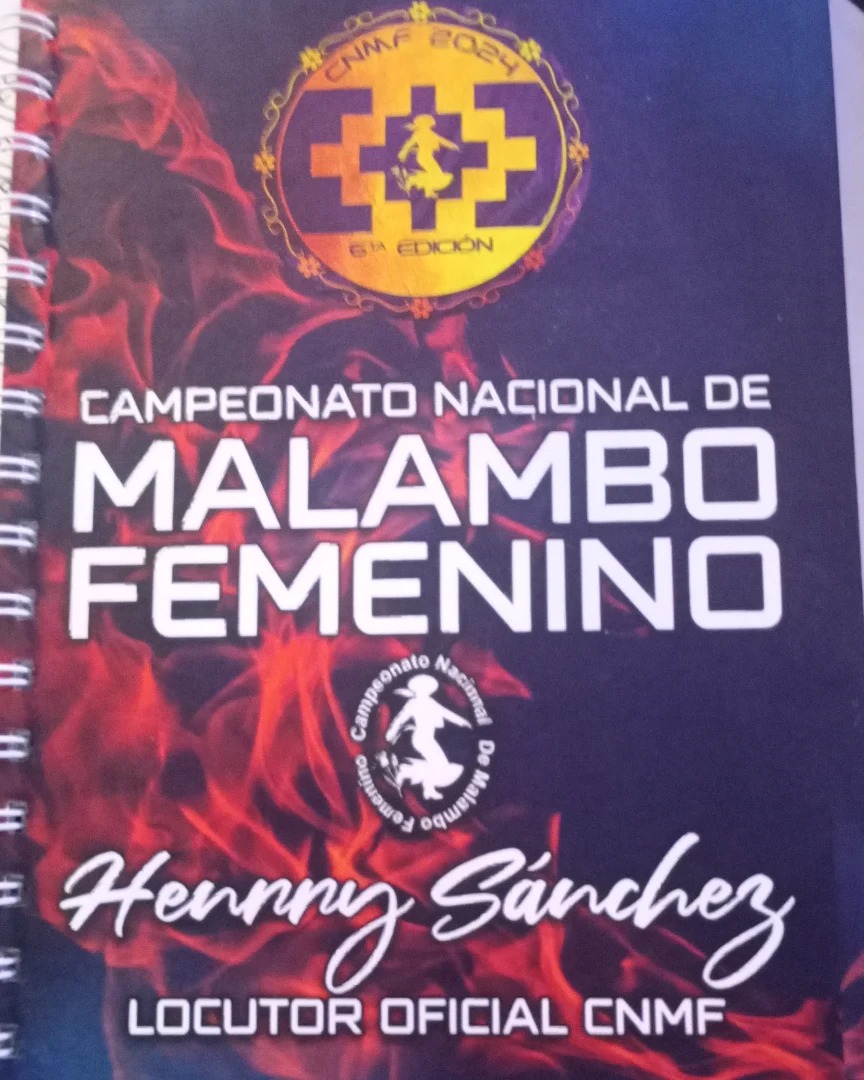 CNMF 2024
6TA EDICIÓN
CAMPEONATO NACIONAL DE
MALAMBO
FEMENINO
Campeonato Nacional De Malambo Femenino
Henrry Sánchez
LOCUTOR OFICIAL CNMF